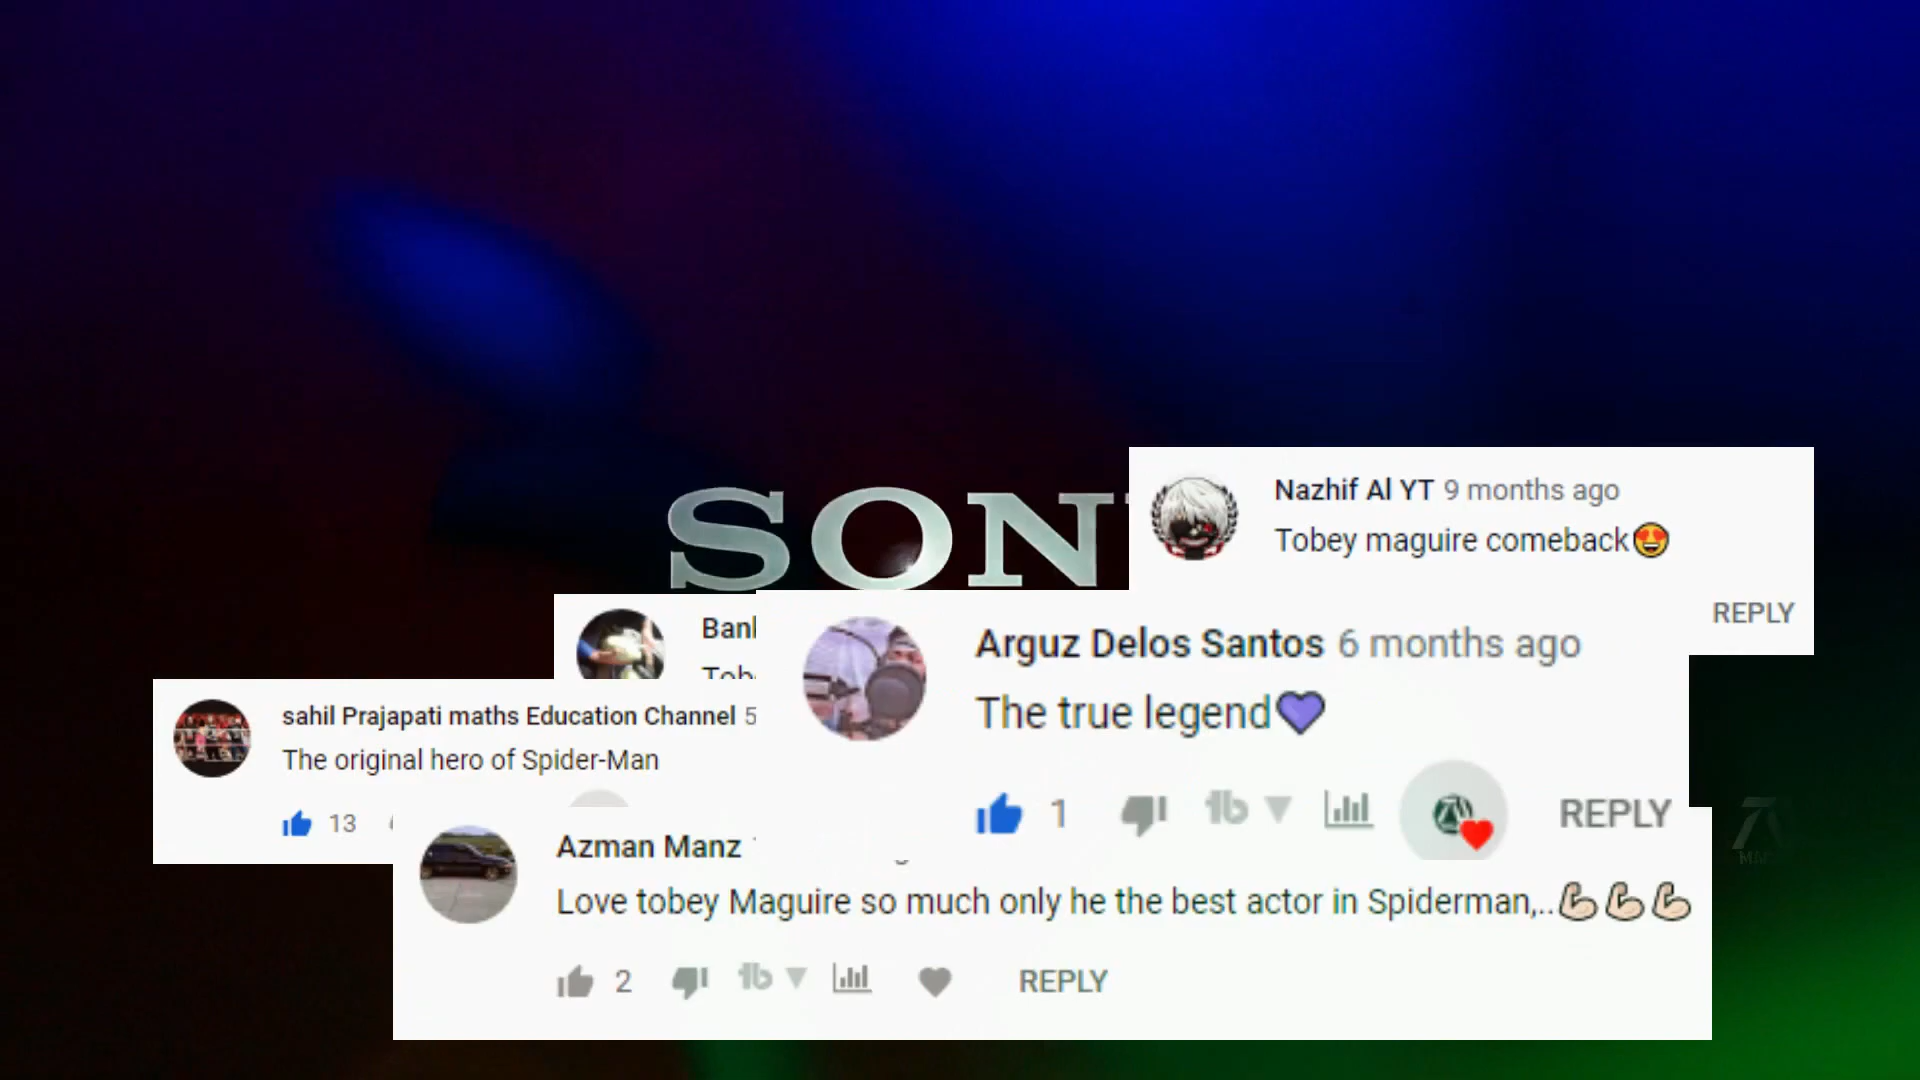 SON
Nazhif Al YT 9 months ago
Tobey maguire comeback😍
REPLY
Arguz Delos Santos 6 months ago
The true legend💜
1
REPLY
sahil Prajapati maths Education Channel 5
The original hero of Spider-Man
13
Azman Manz
Love tobey Maguire so much only he the best actor in Spiderman,..💪🏻💪🏻💪🏻
2
REPLY